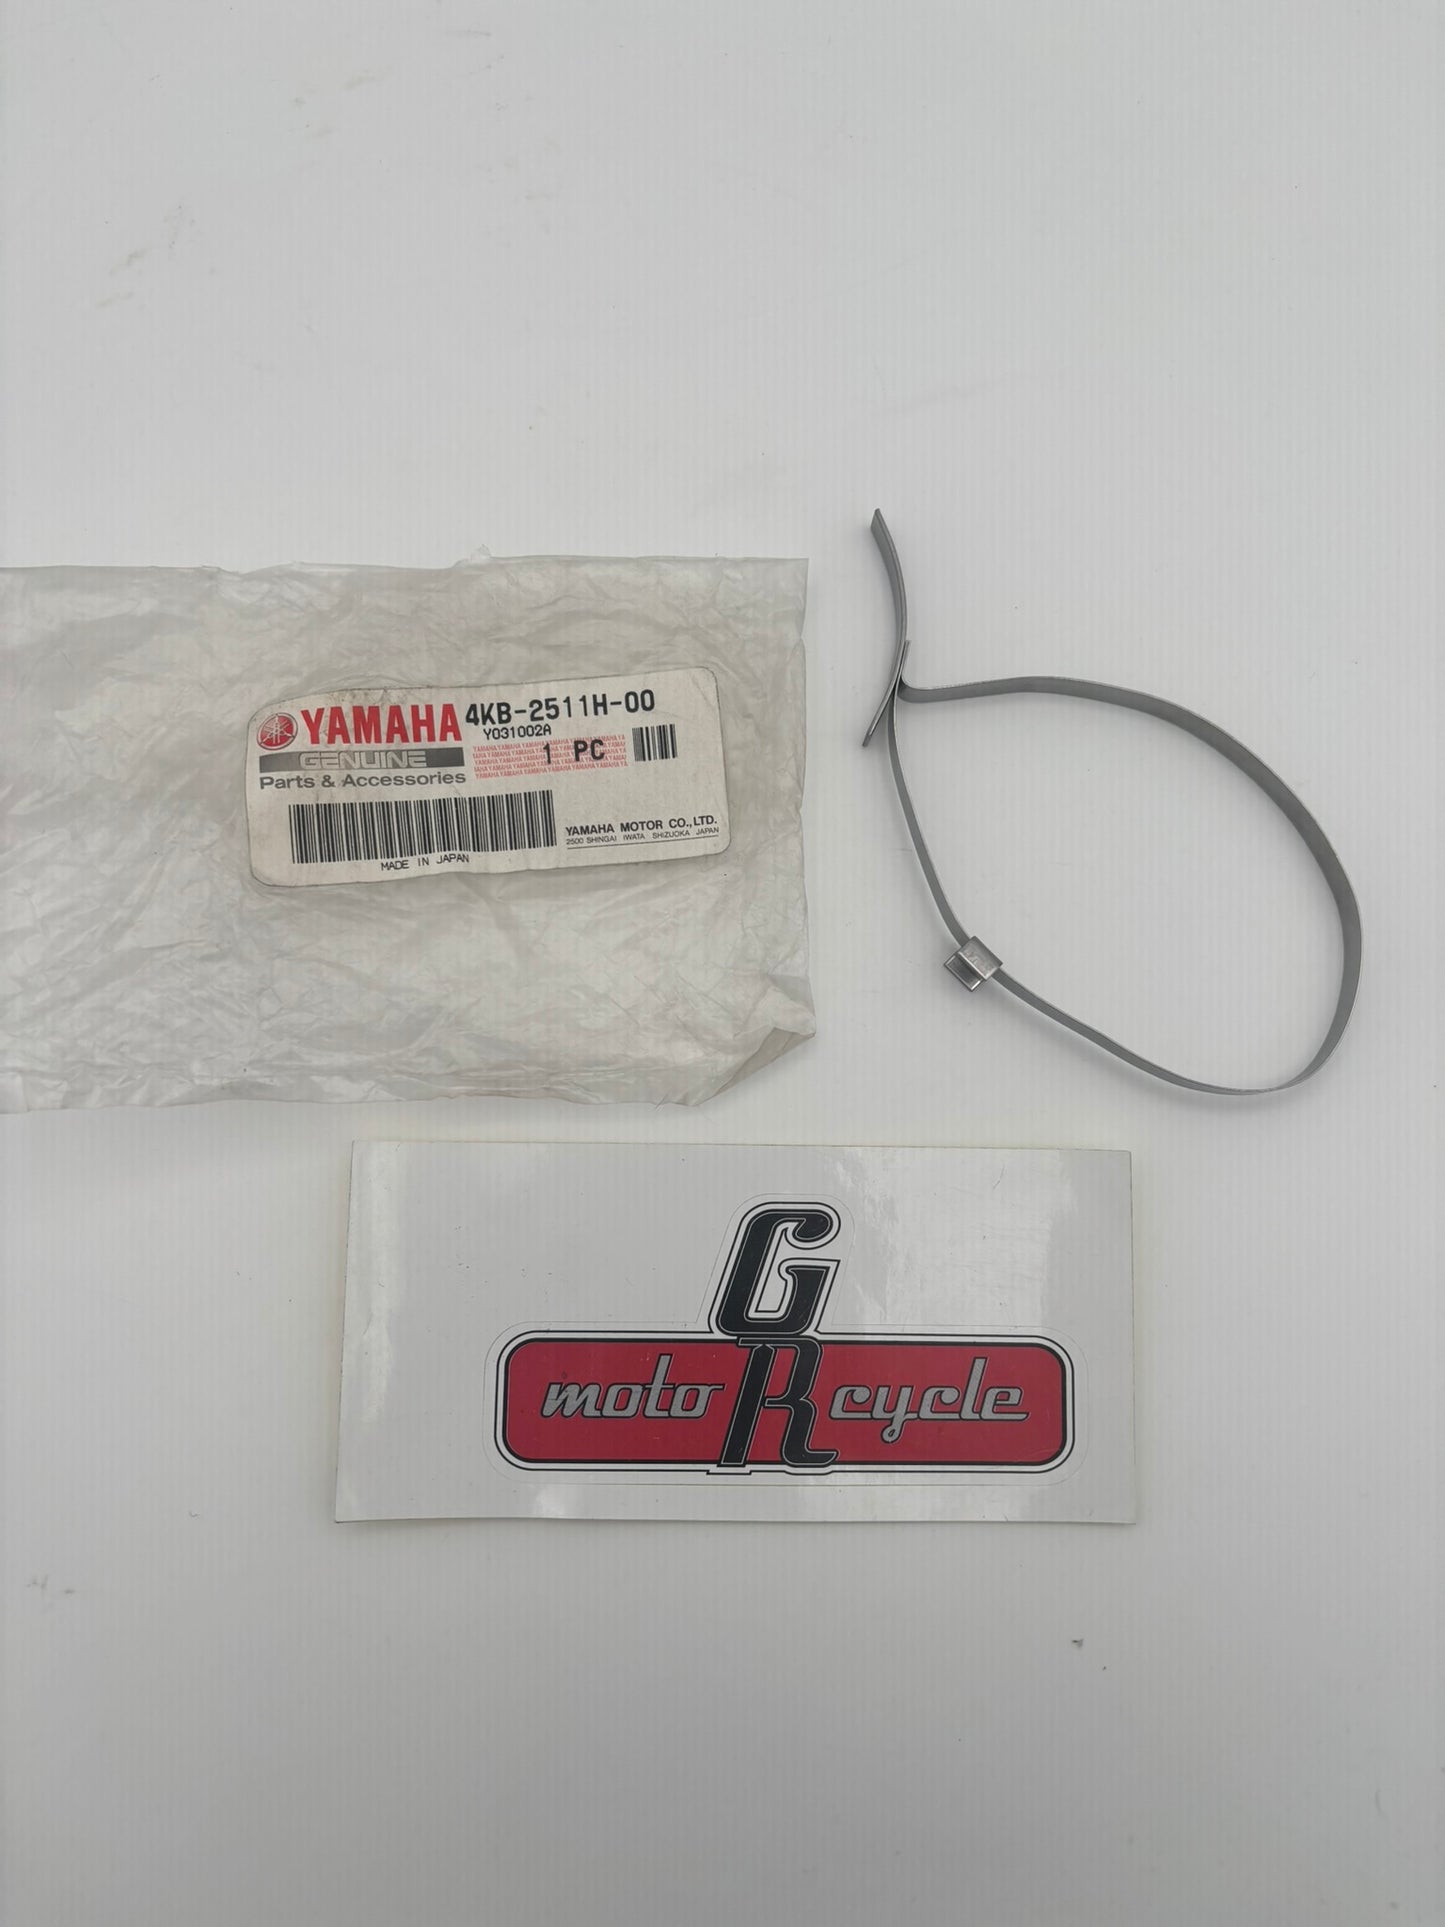 YAMAHA 4KB-2511H-00
Y031002A
GENUINE
1 PC
Parts & Accessories
YAMAHA MOTOR CO.,LTD.
2500 SHINGAI IWATA SHIZUOKA JAPAN
MADE IN JAPAN
GR
moto cycle